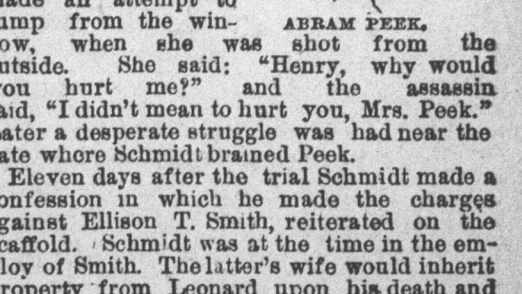 ade an attempt to
ump from the win-
ABRAM PEEK.
ow, when she was shot from the
utside. She said: "Henry, why would
ou hurt me?" and the assassin
aid, "I didn't mean to hurt you, Mrs. Peek."
ater a desperate struggle was had near the
ate where Schmidt brained Peek.
Eleven days after the trial Schmidt made a
onfession in which he made the charges
gainst Ellison T. Smith, reiterated on the
caffold. Schmidt was at the time in the em-
loy of Smith. The latter's wife would inherit
roperty from Leonard upon his death and